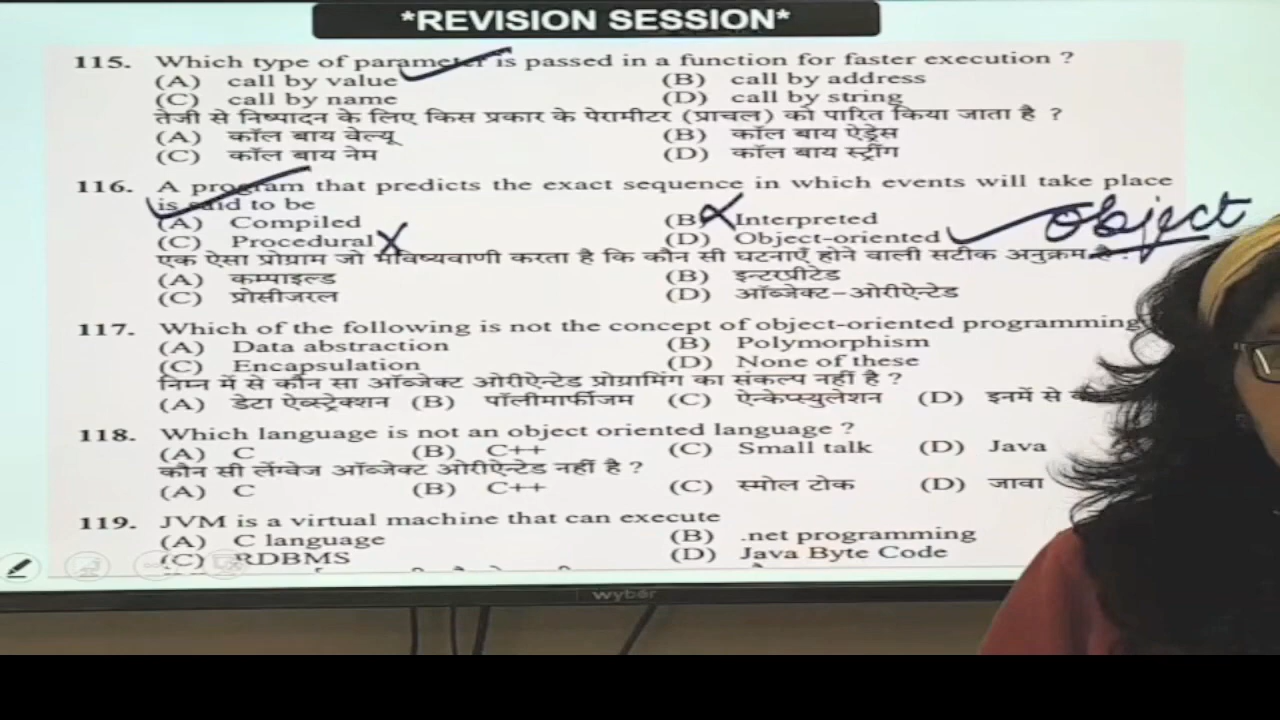 *REVISION SESSION*
115. Which type of parameter is passed in a function for faster execution ?
(A) call by value (B) call by address
(C) call by name (D) call by string
तेजी से निष्पादन के लिए किस प्रकार के पेरामीटर (प्राचल) को पारित किया जाता है ?
(A) कॉल बाय वेल्यू (B) कॉल बाय ऐड्रेस
(C) कॉल बाय नेम (D) कॉल बाय स्ट्रींग
116. A program that predicts the exact sequence in which events will take place
is said to be
(A) Compiled (B) Interpreted
(C) Procedural (D) Object-oriented object
एक ऐसा प्रोग्राम जो भविष्यवाणी करता है कि कौन सी घटनाएँ होने वाली सटीक अनुक्रम है :
(A) कम्पाइल्ड (B) इन्टरप्रीटेड
(C) प्रोसीजरल (D) ऑब्जेक्ट-ओरीऐन्टेड
117. Which of the following is not the concept of object-oriented programming
(A) Data abstraction (B) Polymorphism
(C) Encapsulation (D) None of these
निम्न में से कौन सा ऑब्जेक्ट ओरीऐन्टेड प्रोग्रामिंग का संकल्प नहीं है ?
(A) डेटा ऐब्स्ट्रेक्शन (B) पॉलीमार्फीजम (C) ऐन्केप्स्युलेशन (D) इनमें से
118. Which language is not an object oriented language ?
(A) C (B) C++ (C) Small talk (D) Java
कौन सी लेंग्वेज ऑब्जेक्ट ओरीऐन्टेड नहीं है ?
(A) C (B) C++ (C) स्मोल टोक (D) जावा
119. JVM is a virtual machine that can execute
(A) C language (B) .net programming
(C) RDBMS (D) Java Byte Code
wybor